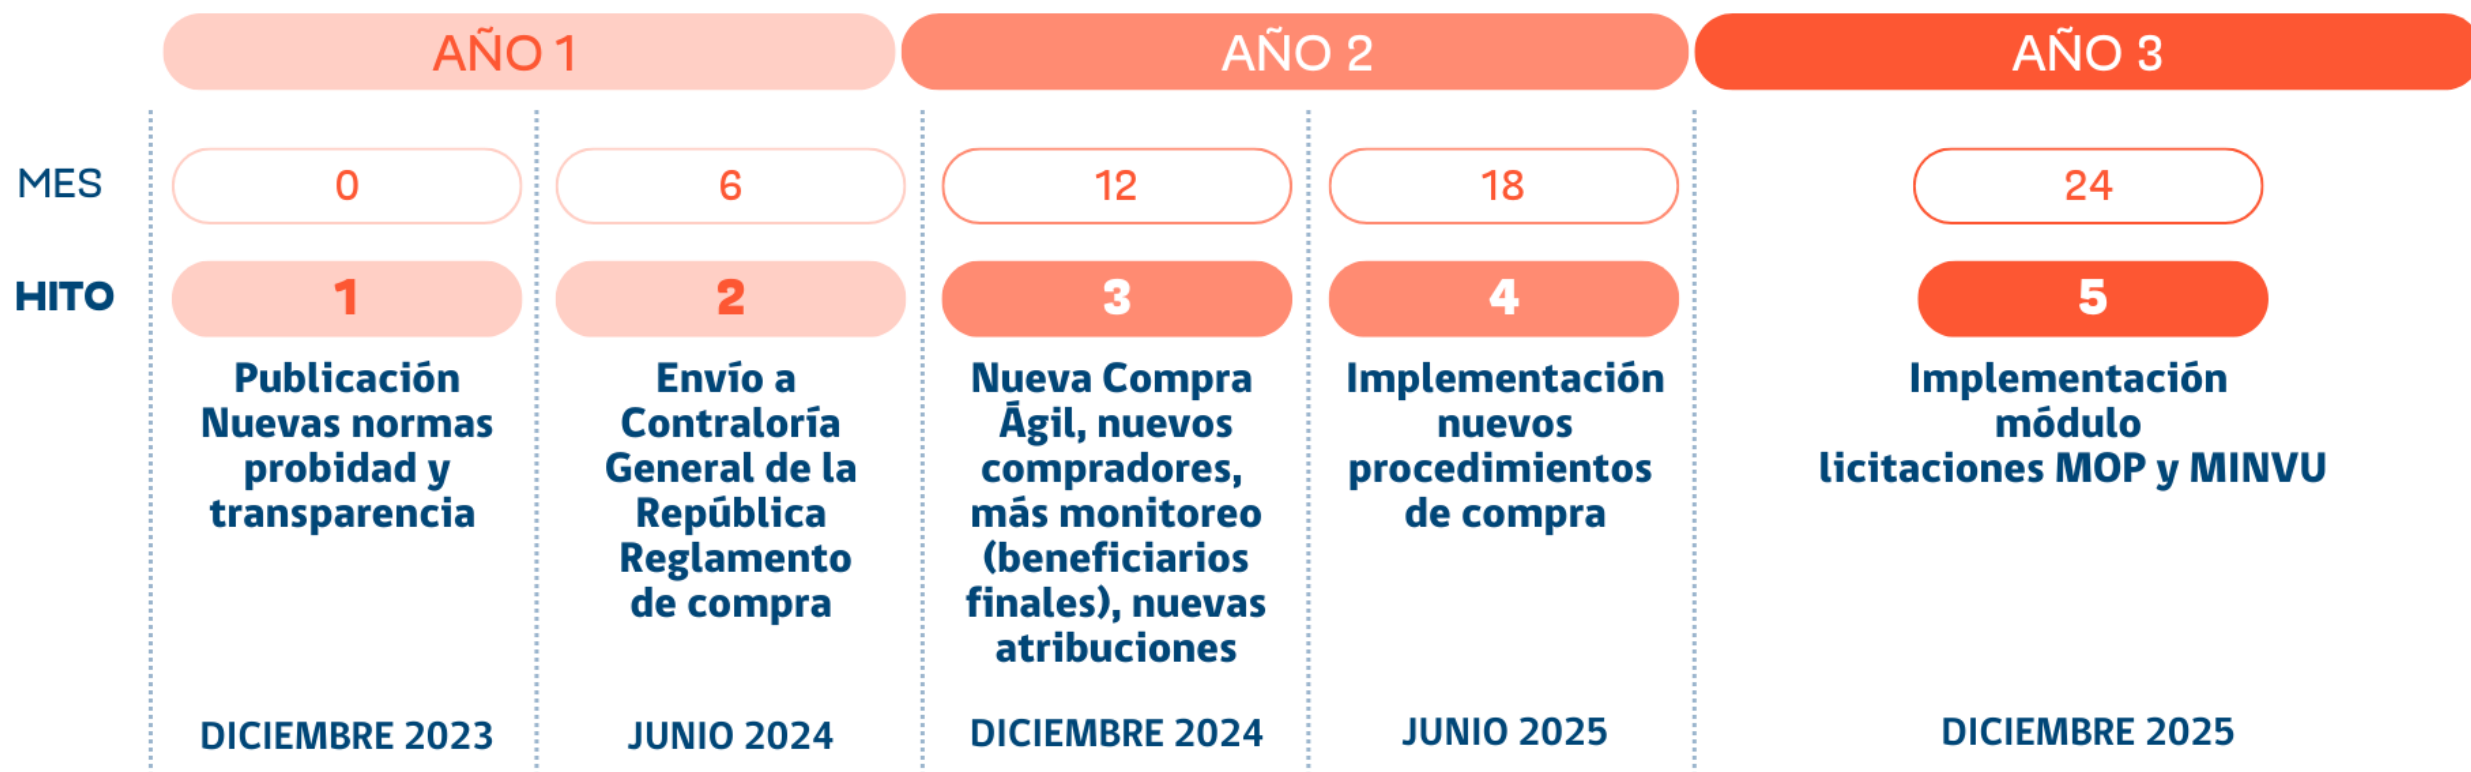 AÑO 1
AÑO 2
AÑO 3
MES
0
6
12
18
24
HITO
1
2
3
4
5
Publicación
Nuevas normas
probidad y
transparencia
DICIEMBRE 2023
Envío a
Contraloría
General de la
República
Reglamento
de compra
JUNIO 2024
Nueva Compra
Ágil, nuevos
compradores,
más monitoreo
(beneficiarios
finales), nuevas
atribuciones
DICIEMBRE 2024
Implementación
nuevos
procedimientos
de compra
JUNIO 2025
Implementación
módulo
licitaciones MOP y MINVU
DICIEMBRE 2025